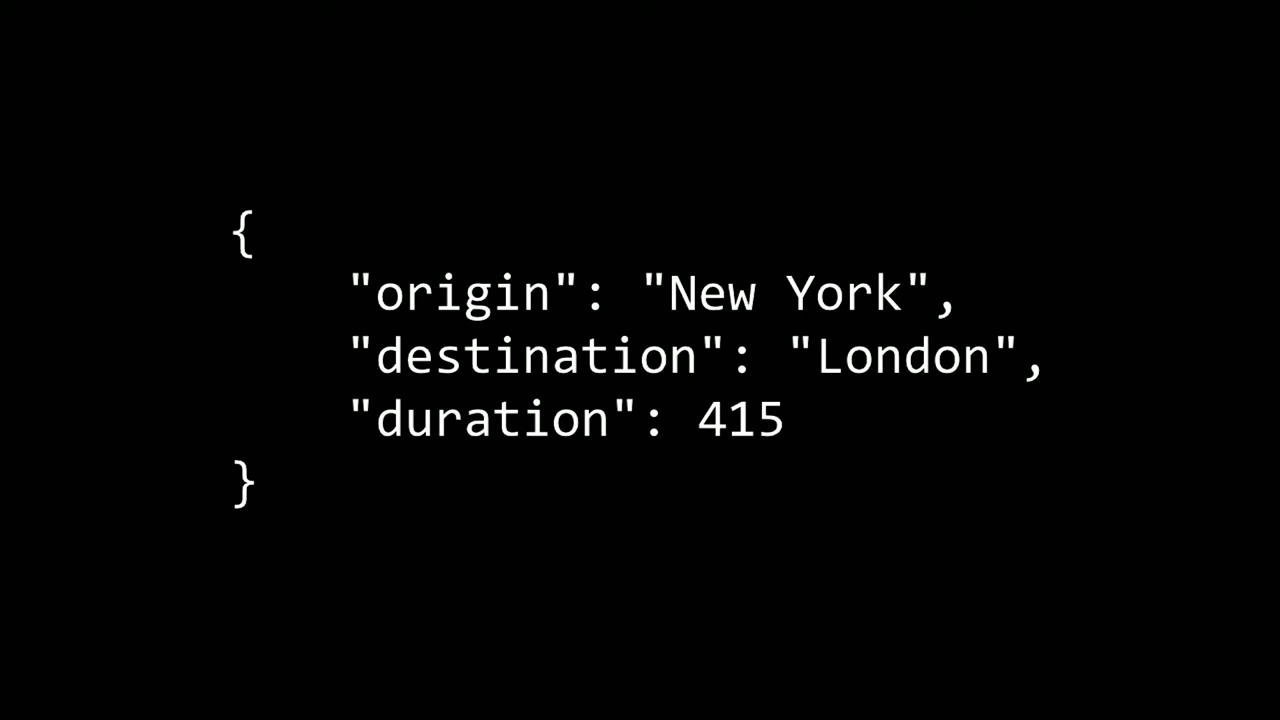 {
"origin": "New York",
"destination": "London",
"duration": 415
}